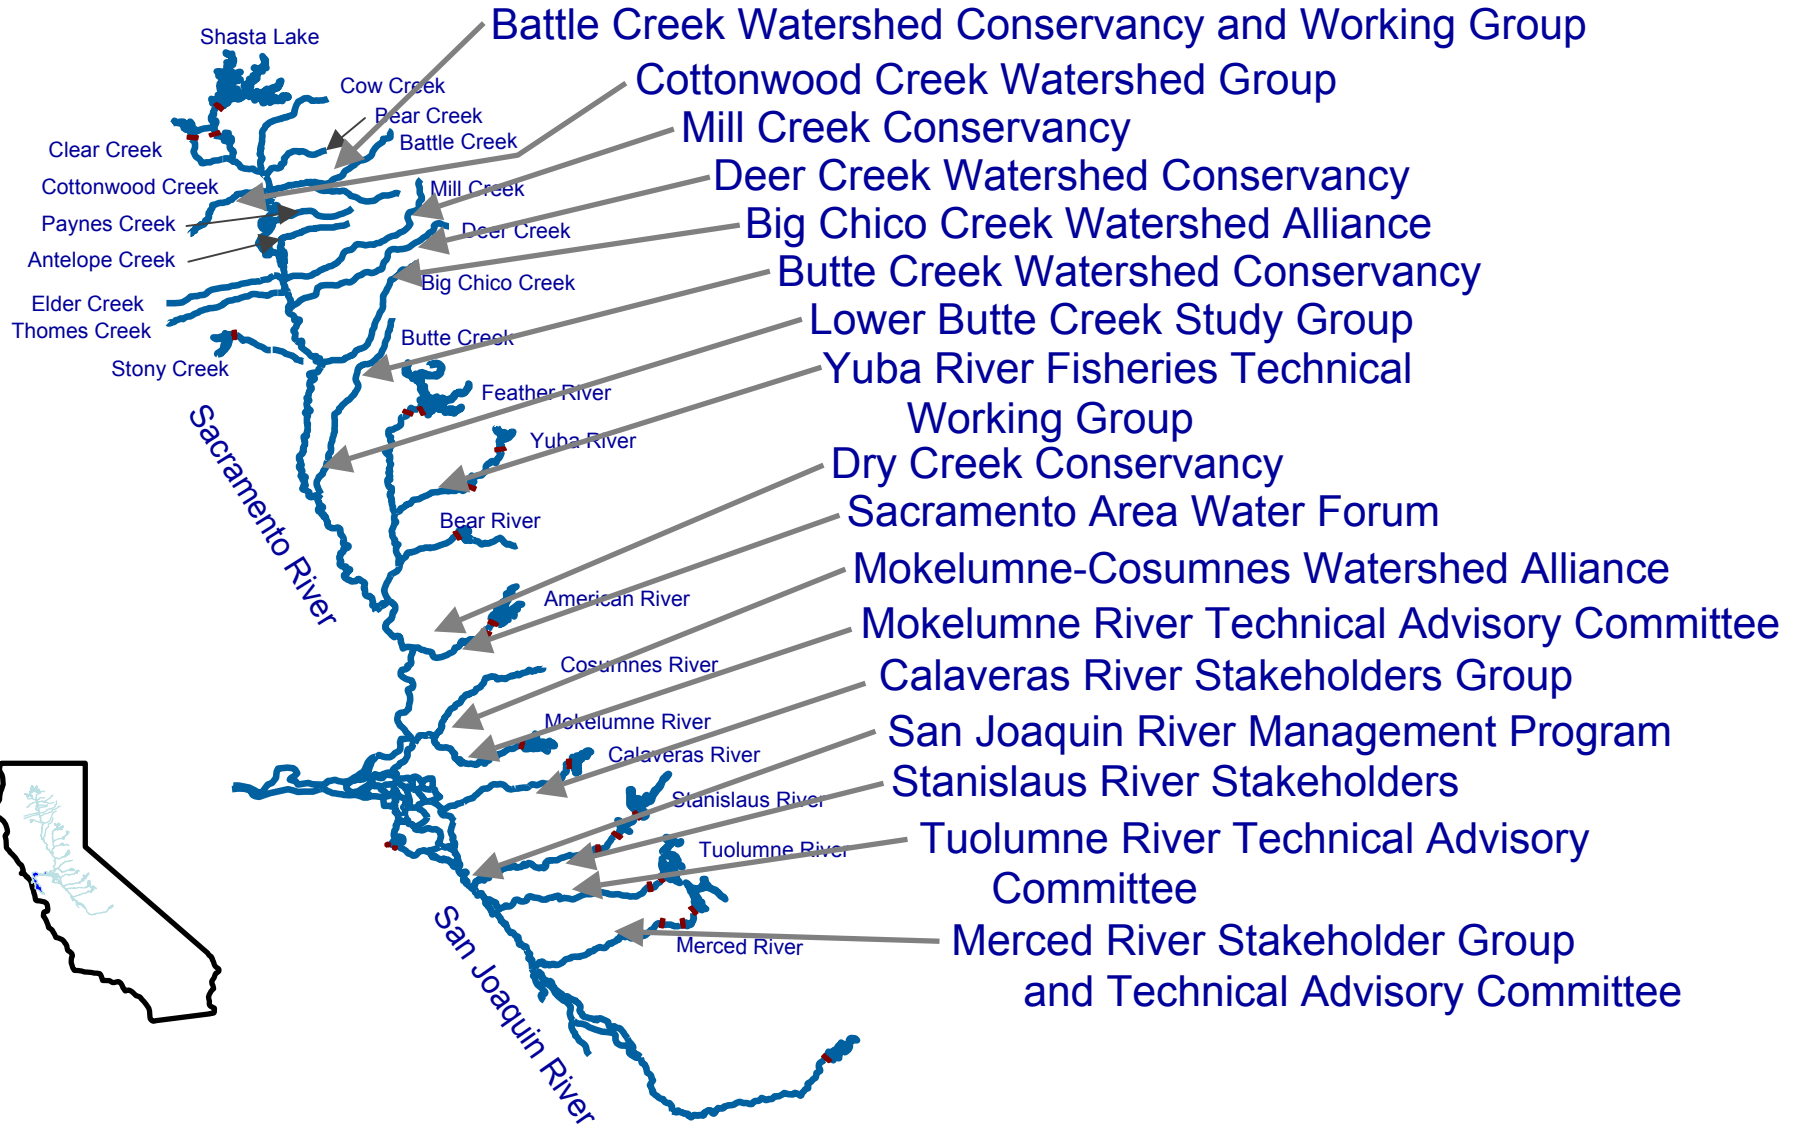 Battle Creek Watershed Conservancy and Working Group
Shasta Lake
Cottonwood Creek Watershed Group
Cow Creek
Bear Creek
Mill Creek Conservancy
Battle Creek
Clear Creek
Deer Creek Watershed Conservancy
Cottonwood Creek
Mill Creek
Paynes Creek
Big Chico Creek Watershed Alliance
Deer Creek
Antelope Creek
Butte Creek Watershed Conservancy
Big Chico Creek
Elder Creek
Lower Butte Creek Study Group
Thomes Creek
Butte Creek
Stony Creek
Yuba River Fisheries Technical
Working Group
Feather River
Yuba River
Sacramento River
Dry Creek Conservancy
Sacramento Area Water Forum
Bear River
Mokelumne-Cosumnes Watershed Alliance
American River
Mokelumne River Technical Advisory Committee
Cosumnes River
Calaveras River Stakeholders Group
Mokelumne River
San Joaquin River Management Program
Calaveras River
Stanislaus River Stakeholders
Stanislaus River
Tuolumne River Technical Advisory
Committee
Tuolumne River
Merced River Stakeholder Group
and Technical Advisory Committee
Merced River
San Joaquin River